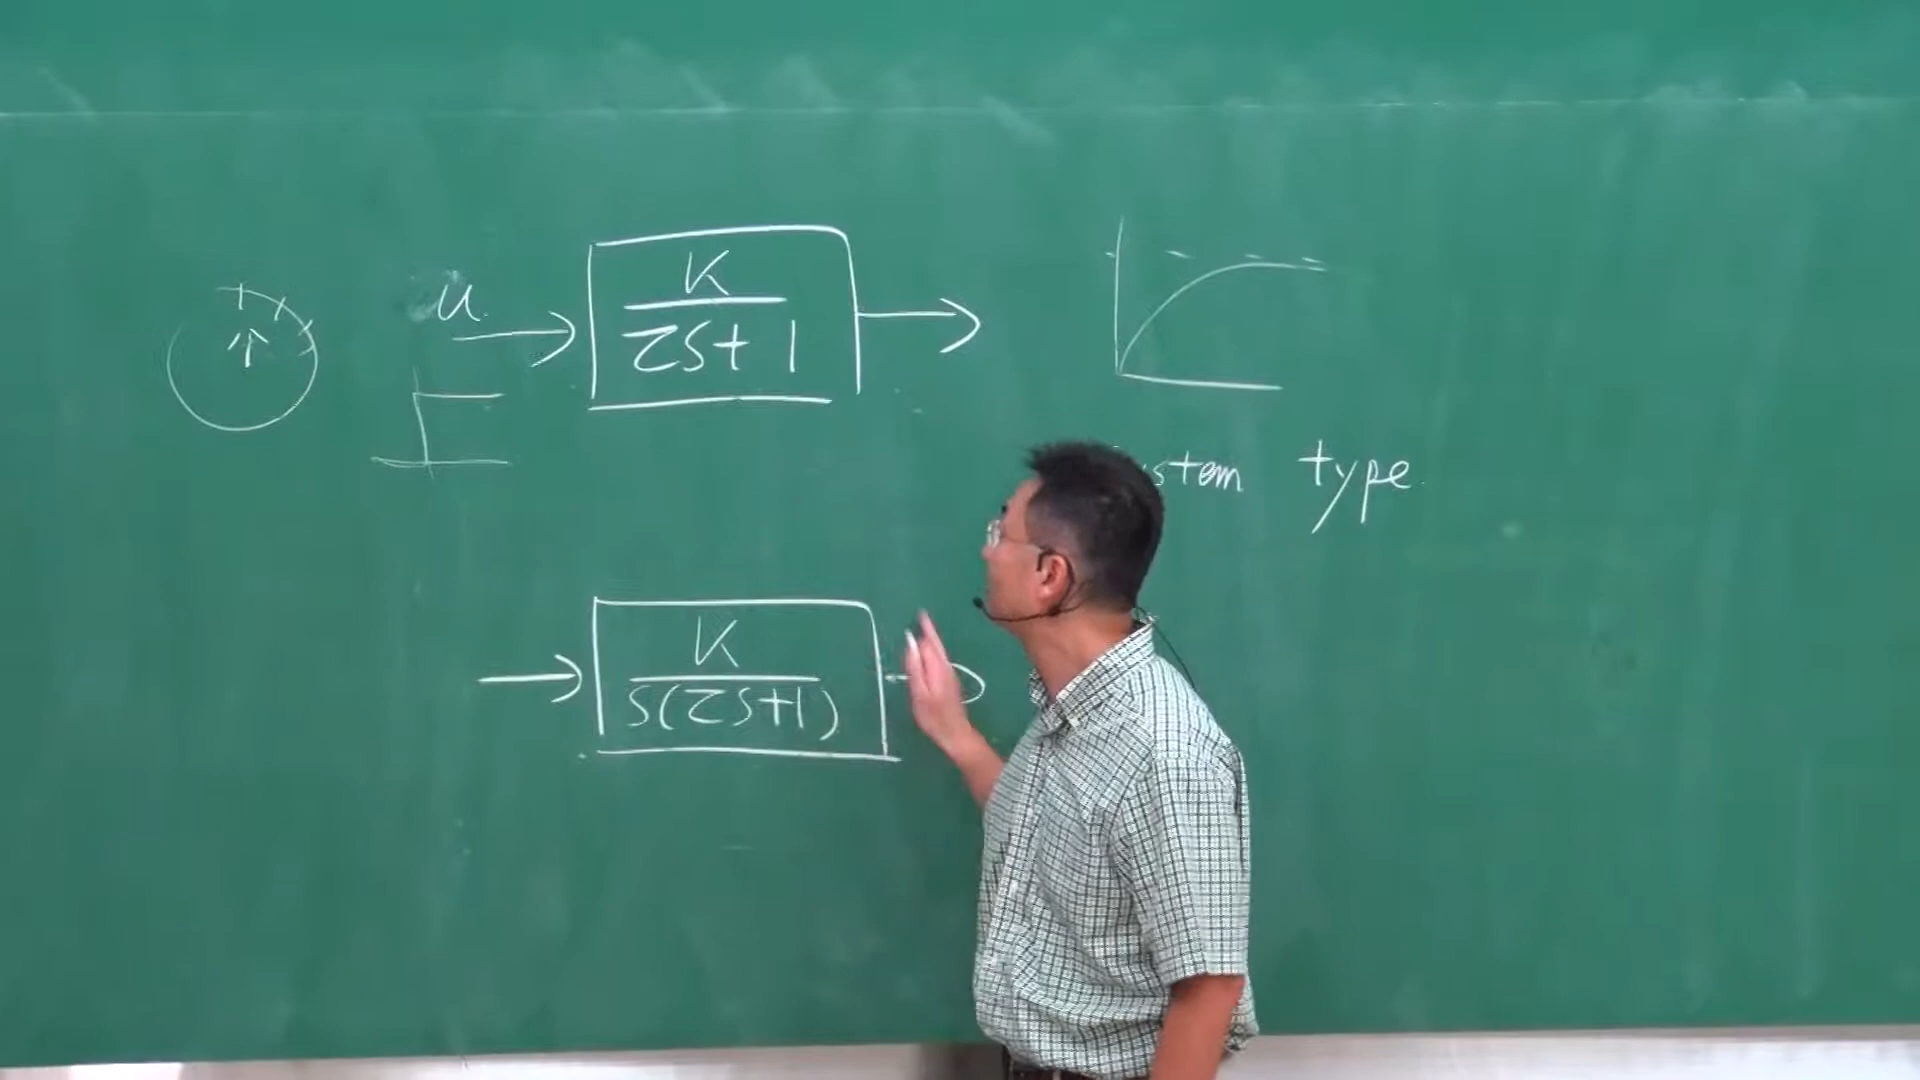 u
K
τs+1
stem type
K
s(τs+1)